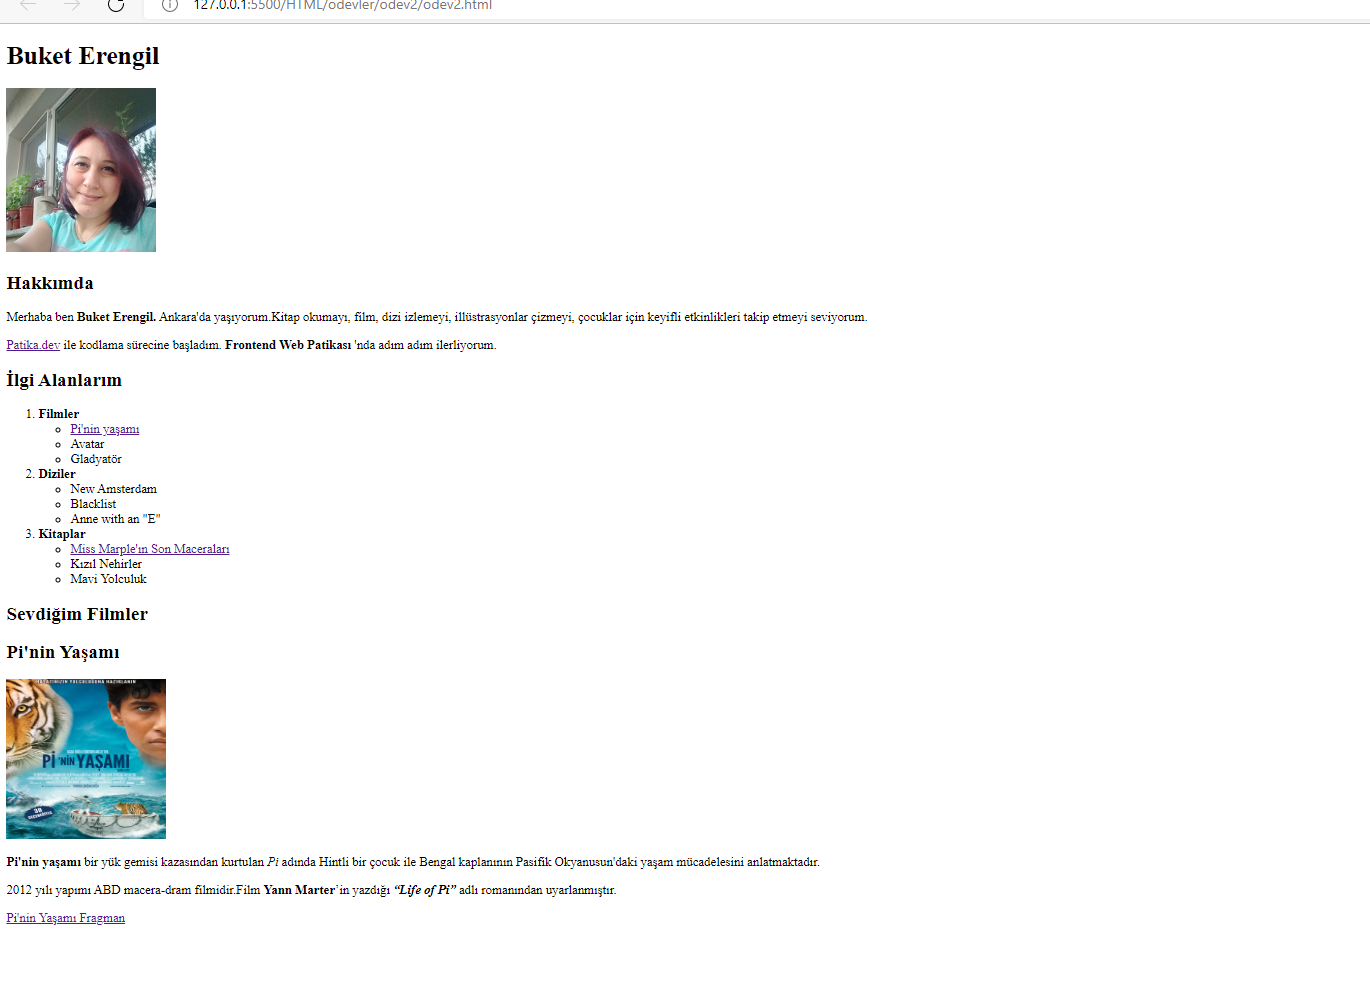 127.0.0.1:5500/HTML/odevler/odev2/odev2.html
Buket Erengil
Hakkımda
Merhaba ben Buket Erengil. Ankara'da yaşıyorum.Kitap okumayı, film, dizi izlemeyi, illüstrasyonlar çizmeyi, çocuklar için keyifli etkinlikleri takip etmeyi seviyorum.
Patika.dev ile kodlama sürecine başladım. Frontend Web Patikası 'nda adım adım ilerliyorum.
İlgi Alanlarım
1. Filmler
Pi'nin yaşamı
Avatar
Gladyatör
2. Diziler
New Amsterdam
Blacklist
Anne with an "E"
3. Kitaplar
Miss Marple'ın Son Maceraları
Kızıl Nehirler
Mavi Yolculuk
Sevdiğim Filmler
Pi'nin Yaşamı
Pİ'NİN YAŞAMI
Pi'nin yaşamı bir yük gemisi kazasından kurtulan Pi adında Hintli bir çocuk ile Bengal kaplanının Pasifik Okyanusun'daki yaşam mücadelesini anlatmaktadır.
2012 yılı yapımı ABD macera-dram filmidir.Film Yann Marter’in yazdığı “Life of Pi” adlı romanından uyarlanmıştır.
Pi'nin Yaşamı Fragman